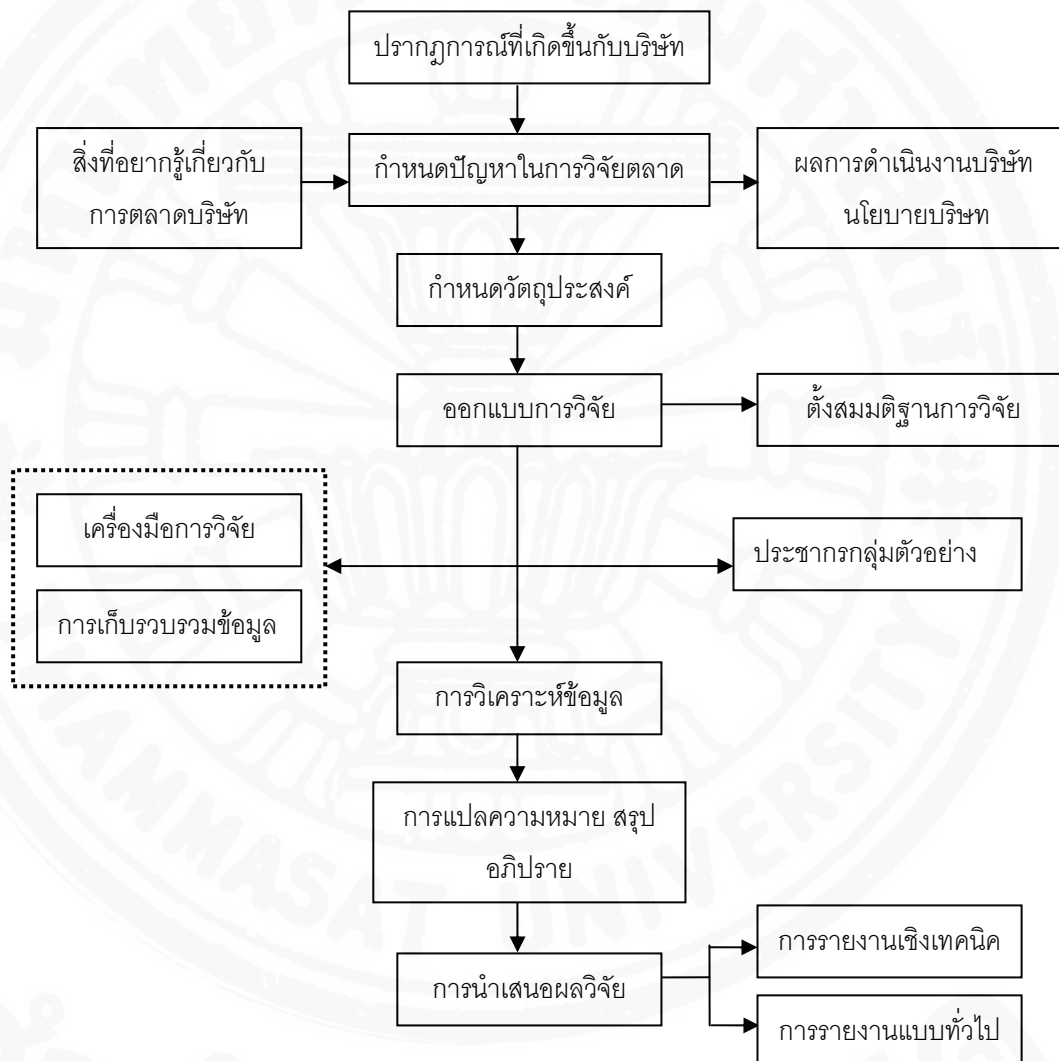 ปรากฏการณ์ที่เกิดขึ้นกับบริษัท
สิ่งที่อยากรู้เกี่ยวกับ
การตลาดบริษัท
กำหนดปัญหาในการวิจัยตลาด
ผลการดำเนินงานบริษัท
นโยบายบริษท
กำหนดวัตถุประสงค์
ออกแบบการวิจัย
ตั้งสมมติฐานการวิจัย
เครื่องมือการวิจัย
การเก็บรวบรวมข้อมูล
ประชากรกลุ่มตัวอย่าง
การวิเคราะห์ข้อมูล
การแปลความหมาย สรุป
อภิปราย
การนำเสนอผลวิจัย
การรายงานเชิงเทคนิค
การรายงานแบบทั่วไป
THAMMASAT UNIVERSITY